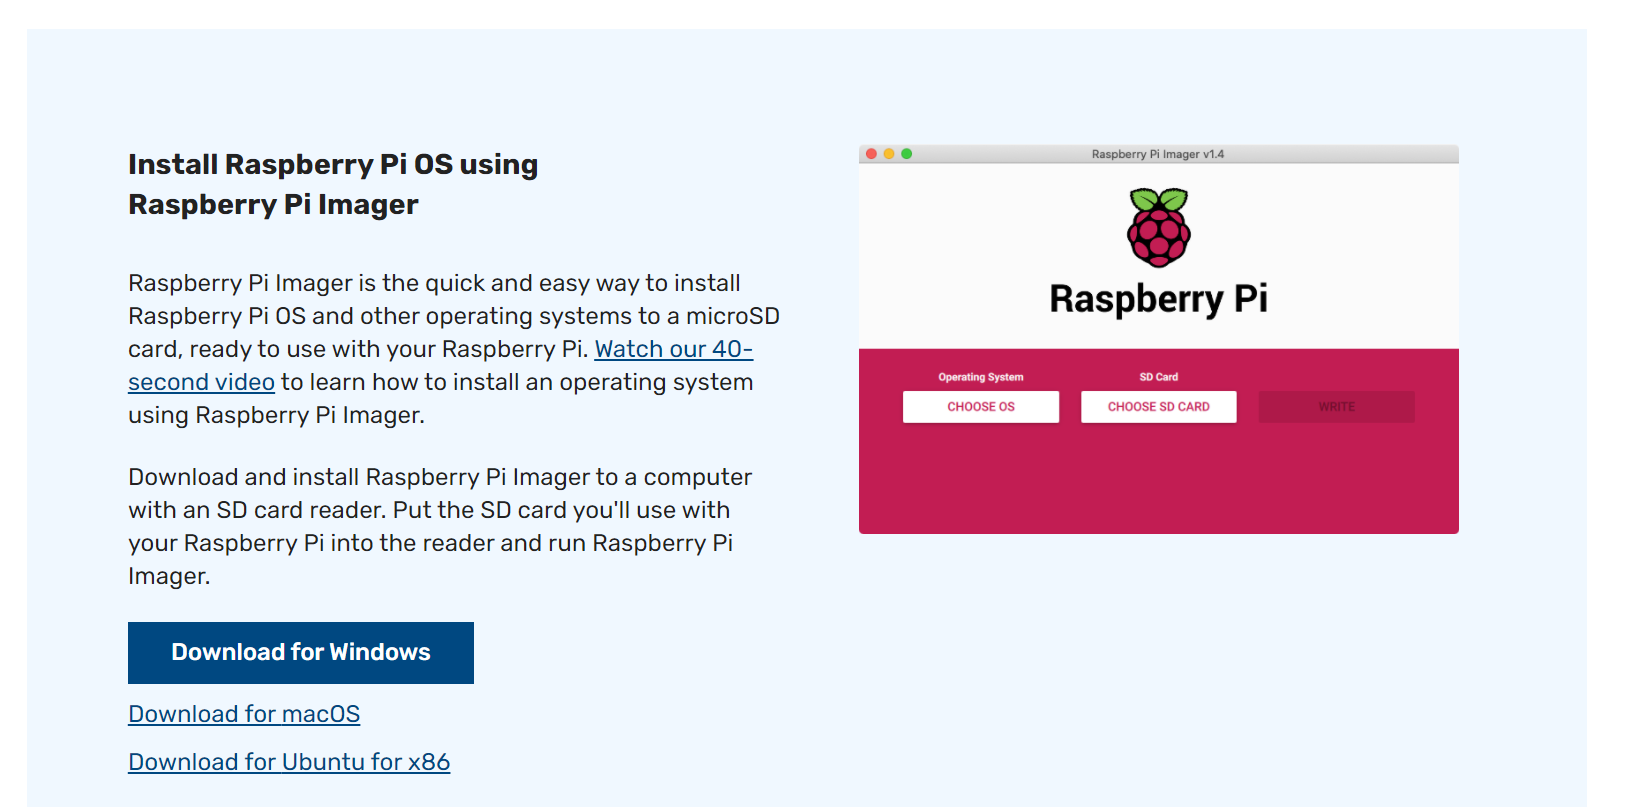 Install Raspberry Pi OS using
Raspberry Pi Imager
Raspberry Pi Imager is the quick and easy way to install
Raspberry Pi OS and other operating systems to a microSD
card, ready to use with your Raspberry Pi. Watch our 40-
second video to learn how to install an operating system
using Raspberry Pi Imager.
Download and install Raspberry Pi Imager to a computer
with an SD card reader. Put the SD card you'll use with
your Raspberry Pi into the reader and run Raspberry Pi
Imager.
Download for Windows
Download for macOS
Download for Ubuntu for x86
Raspberry Pi Imager v1.4
Raspberry Pi
Operating System
SD Card
CHOOSE OS
CHOOSE SD CARD
WRITE